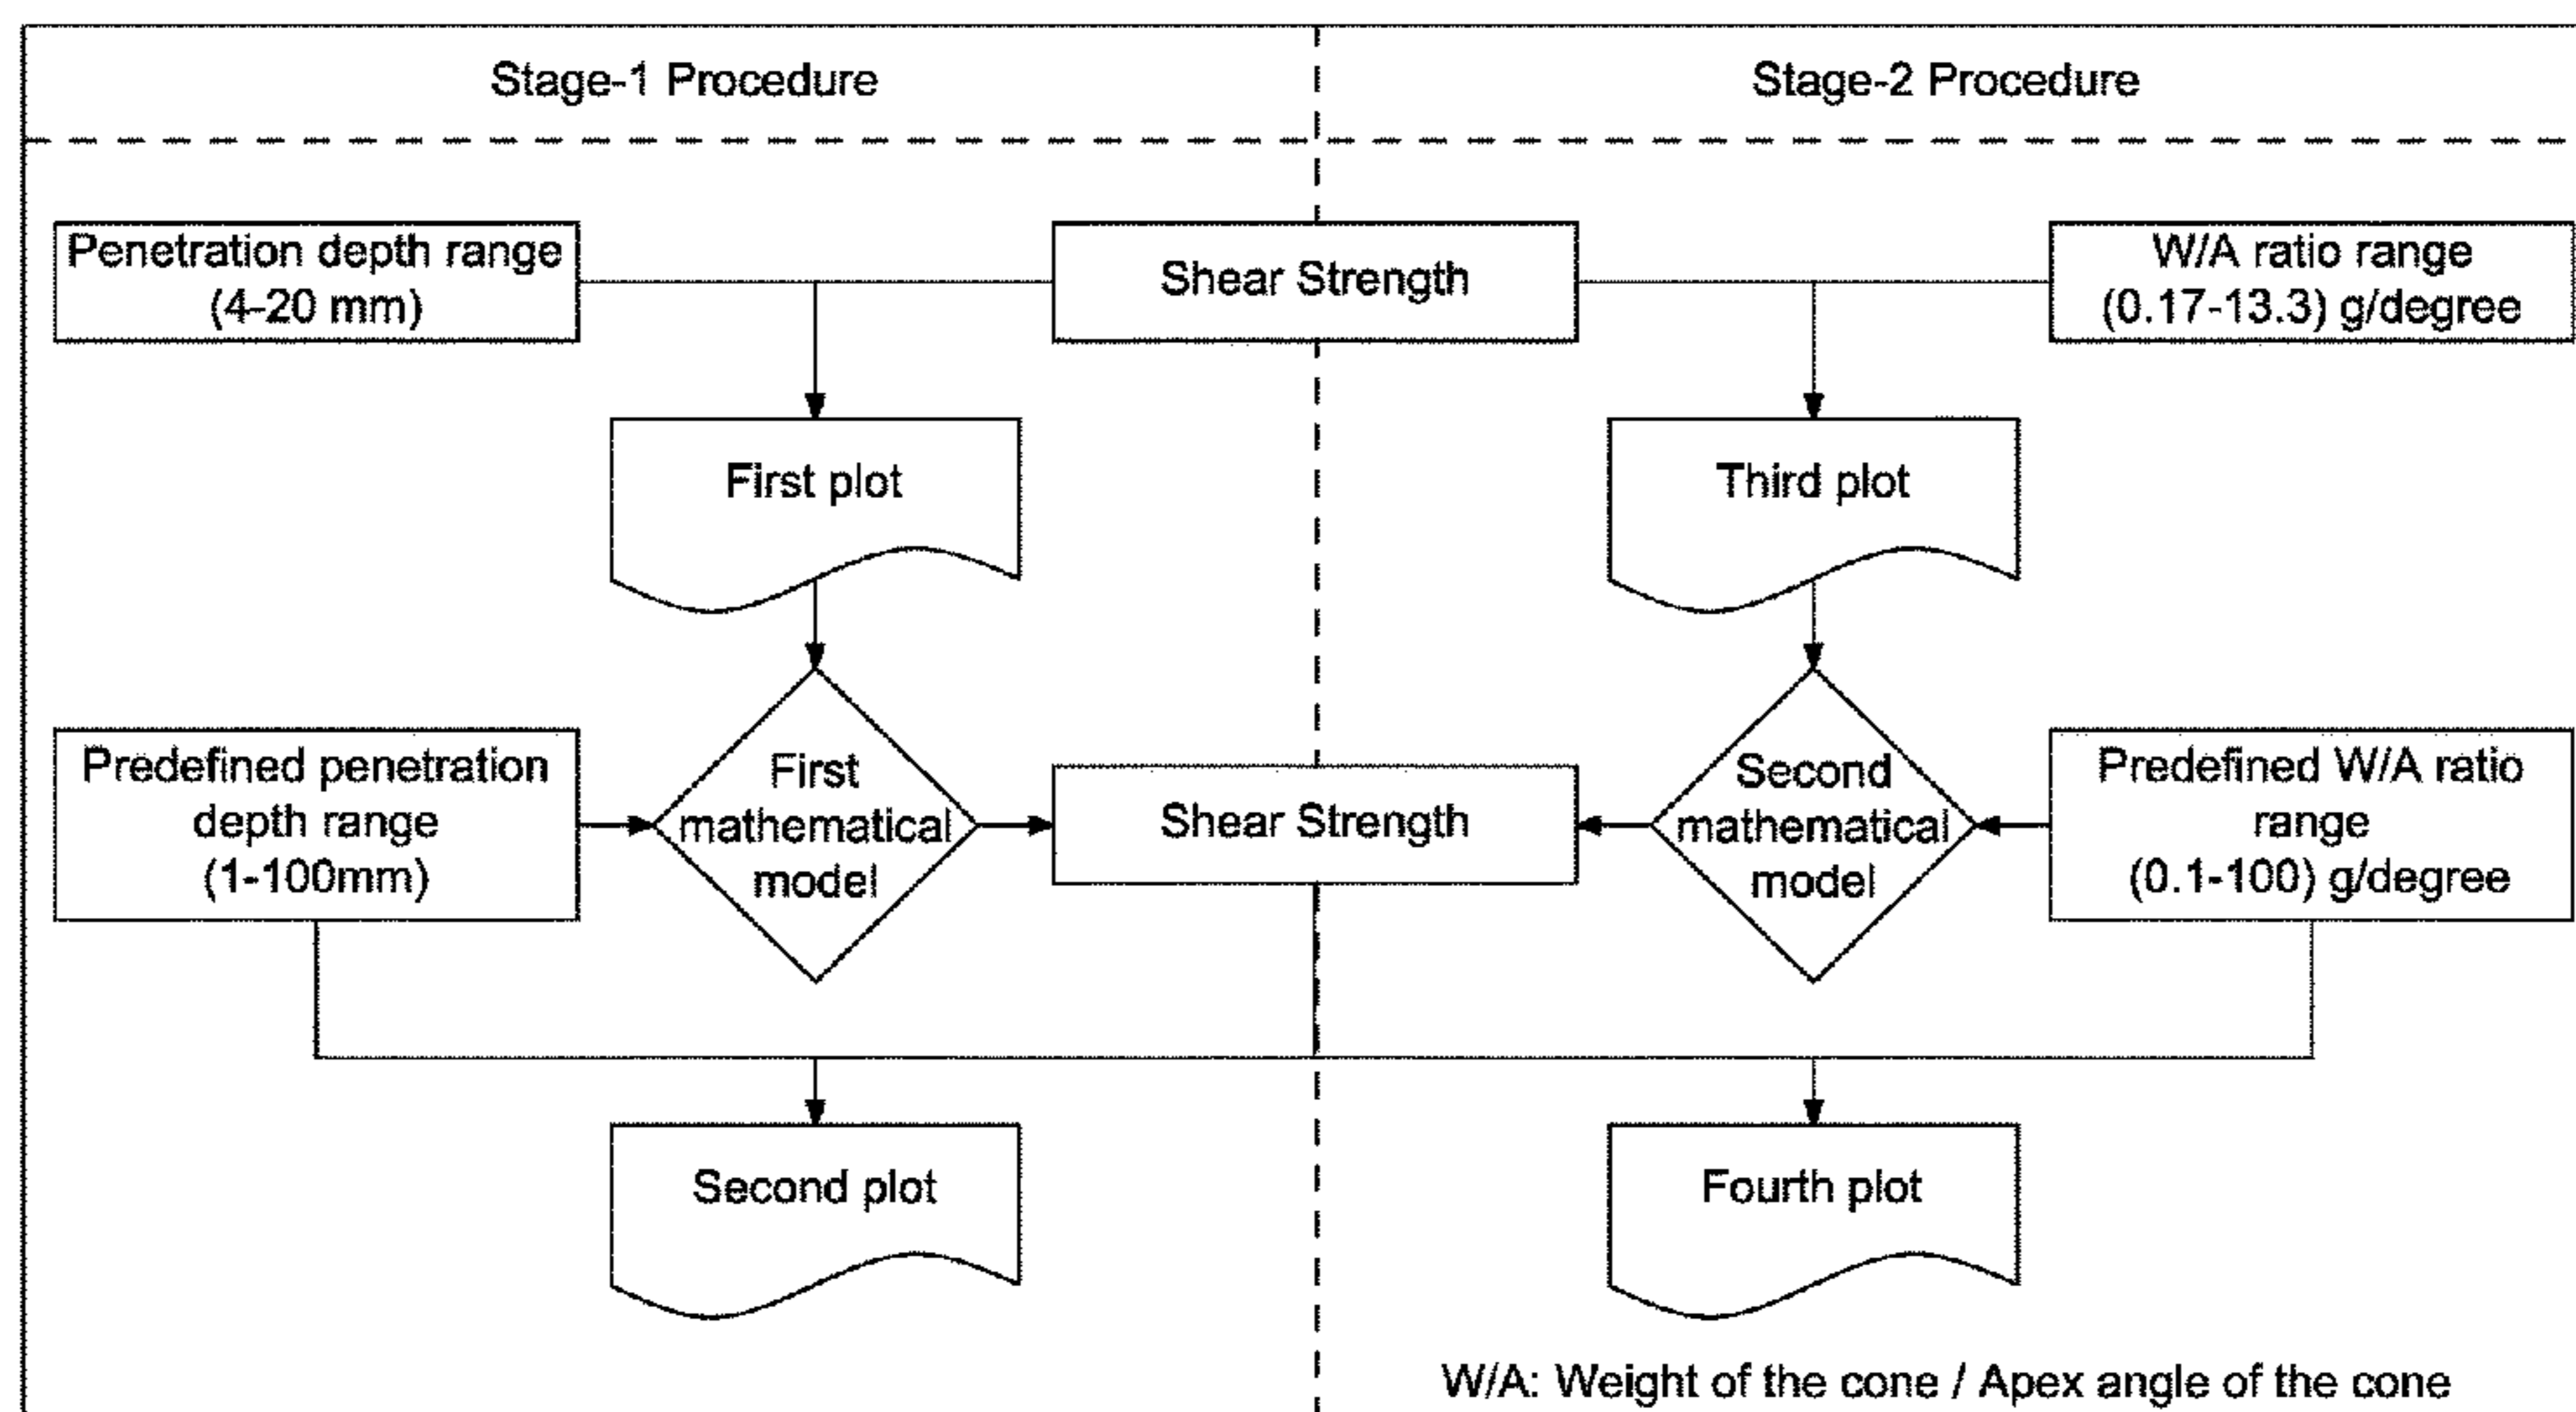 Stage-1 Procedure
Stage-2 Procedure
Penetration depth range
(4-20 mm)
Shear Strength
W/A ratio range
(0.17-13.3) g/degree
First plot
Third plot
Predefined penetration
depth range
(1-100mm)
First
mathematical
model
Shear Strength
Second
mathematical
model
Predefined W/A ratio
range
(0.1-100) g/degree
Second plot
Fourth plot
W/A: Weight of the cone / Apex angle of the cone